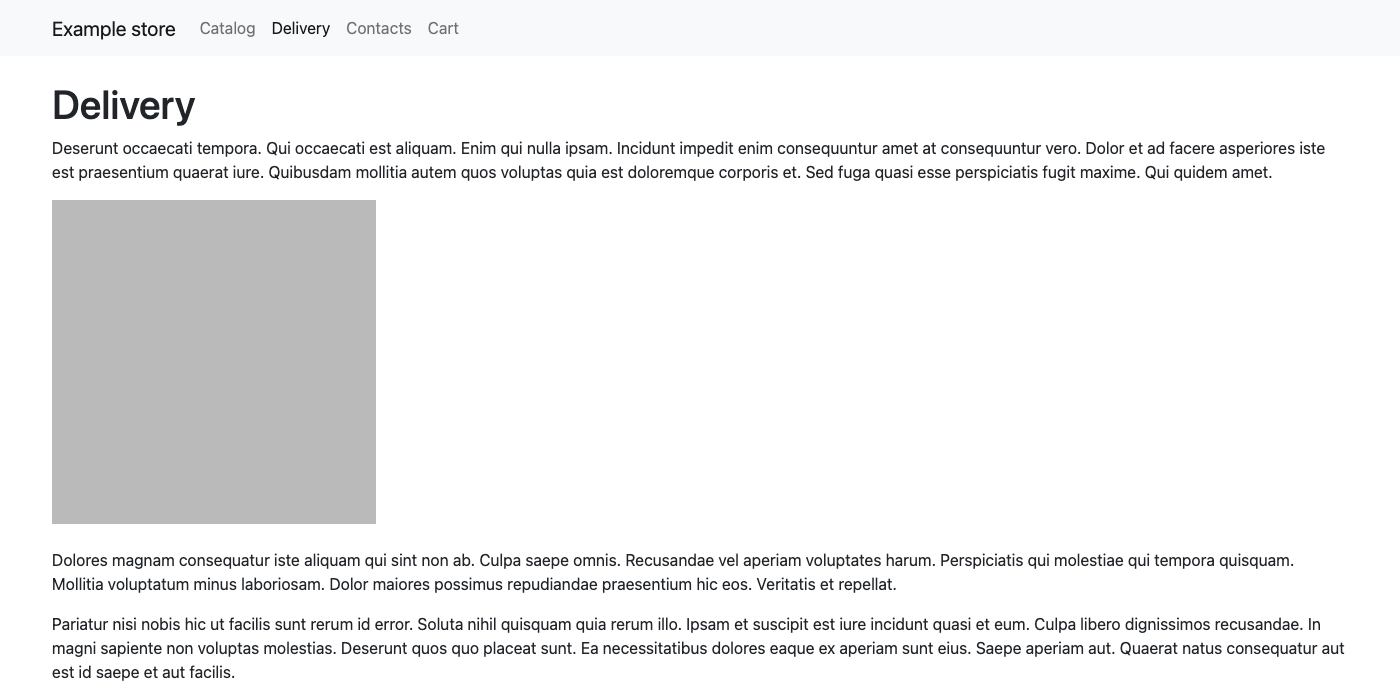 Example store Catalog Delivery Contacts Cart
Delivery
Deserunt occaecati tempora. Qui occaecati est aliquam. Enim qui nulla ipsam. Incidunt impedit enim consequuntur amet at consequuntur vero. Dolor et ad facere asperiores iste
est praesentium quaerat iure. Quibusdam mollitia autem quos voluptas quia est doloremque corporis et. Sed fuga quasi esse perspiciatis fugit maxime. Qui quidem amet.
Dolores magnam consequatur iste aliquam qui sint non ab. Culpa saepe omnis. Recusandae vel aperiam voluptates harum. Perspiciatis qui molestiae qui tempora quisquam.
Mollitia voluptatum minus laboriosam. Dolor maiores possimus repudiandae praesentium hic eos. Veritatis et repellat.
Pariatur nisi nobis hic ut facilis sunt rerum id error. Soluta nihil quisquam quia rerum illo. Ipsam et suscipit est iure incidunt quasi et eum. Culpa libero dignissimos recusandae. In
magni sapiente non voluptas molestias. Deserunt quos quo placeat sunt. Ea necessitatibus dolores eaque ex aperiam sunt eius. Saepe aperiam aut. Quaerat natus consequatur aut
est id saepe et aut facilis.